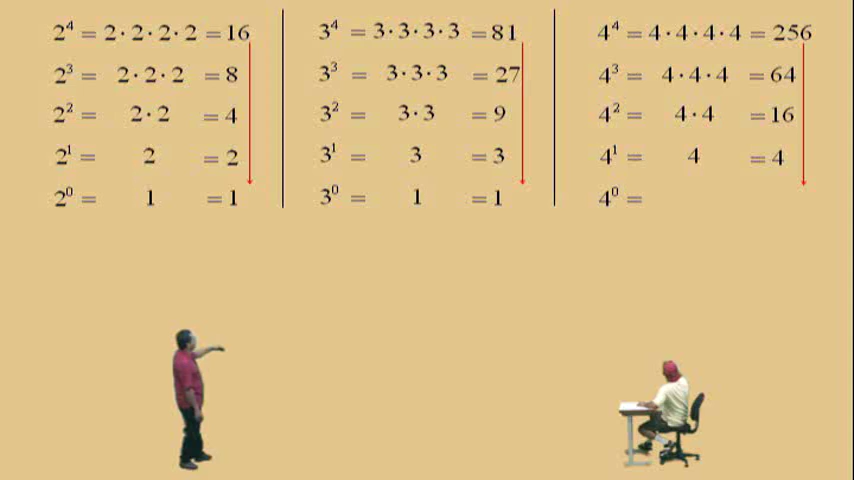 2⁴ = 2·2·2·2 = 16
2³ = 2·2·2 = 8
2² = 2·2 = 4
2¹ = 2 = 2
2⁰ = 1 = 1
3⁴ = 3·3·3·3 = 81
3³ = 3·3·3 = 27
3² = 3·3 = 9
3¹ = 3 = 3
3⁰ = 1 = 1
4⁴ = 4·4·4·4 = 256
4³ = 4·4·4 = 64
4² = 4·4 = 16
4¹ = 4 = 4
4⁰ =